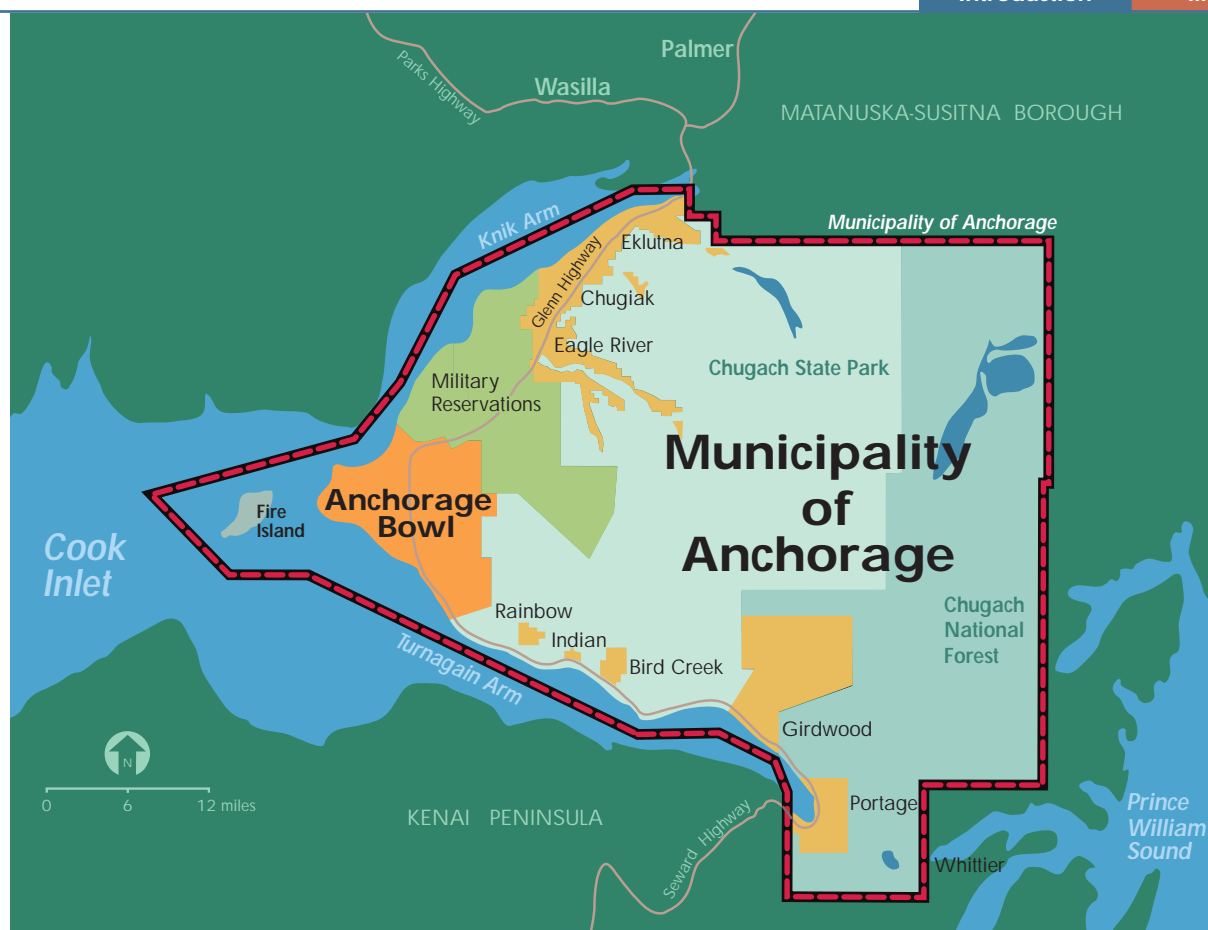 Introduction
Palmer
Parks Highway
Wasilla
MATANUSKA-SUSITNA BOROUGH
Knik Arm
Municipality of Anchorage
Eklutna
Glenn Highway
Chugiak
Eagle River
Chugach State Park
Military
Reservations
Municipality
of
Anchorage
Anchorage
Bowl
Fire
Island
Cook
Inlet
Rainbow
Indian
Bird Creek
Chugach
National
Forest
Turnagain Arm
Girdwood
N
0 6 12 miles
Portage
KENAI PENINSULA
Seward Highway
Prince
William
Sound
Whittier